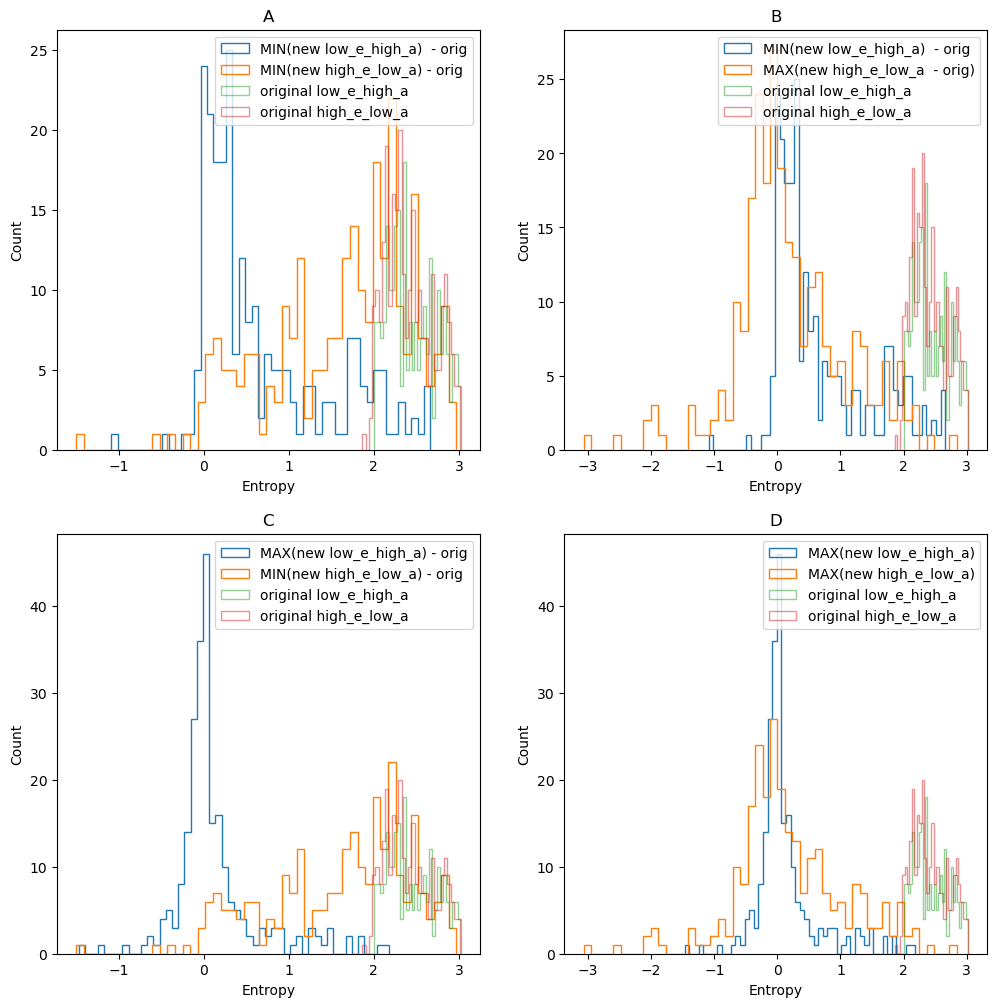 A
MIN(new low_e_high_a)  - orig
MIN(new high_e_low_a) - orig
original low_e_high_a
original high_e_low_a
Count
25
20
15
10
5
0
−1 0 1 2 3
Entropy
B
MIN(new low_e_high_a)  - orig
MAX(new high_e_low_a  - orig)
original low_e_high_a
original high_e_low_a
Count
25
20
15
10
5
0
−3 −2 −1 0 1 2 3
Entropy
C
MAX(new low_e_high_a) - orig
MIN(new high_e_low_a) - orig
original low_e_high_a
original high_e_low_a
Count
40
30
20
10
0
−1 0 1 2 3
Entropy
D
MAX(new low_e_high_a)
MAX(new high_e_low_a)
original low_e_high_a
original high_e_low_a
Count
40
30
20
10
0
−3 −2 −1 0 1 2 3
Entropy